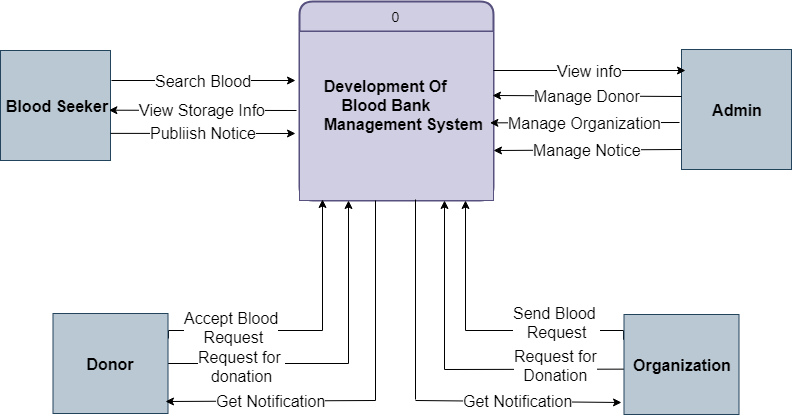 0
Development Of
Blood Bank
Management System
Blood Seeker
Search Blood
View Storage Info
Publiish Notice
View info
Manage Donor
Manage Organization
Manage Notice
Admin
Donor
Accept Blood
Request
Request for
donation
Get Notification
Send Blood
Request
Request for
Donation
Get Notification
Organization